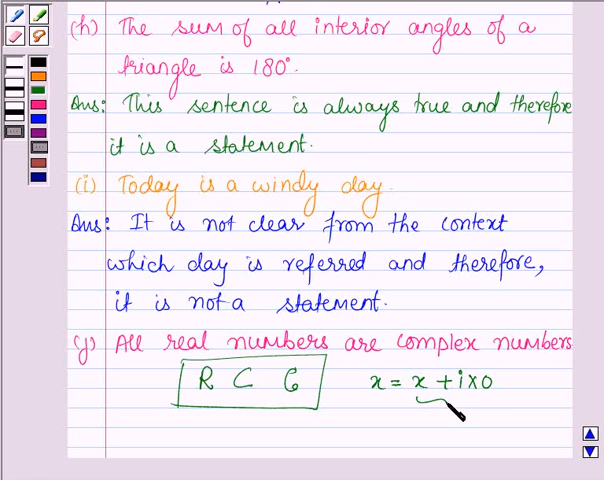 (h) The sum of all interior angles of a
triangle is 180°.
Ans: This sentence is always true and therefore
it is a statement.
(i) Today is a windy day.
Ans: It is not clear from the context
which day is referred and therefore,
it is not a statement.
(j) All real numbers are complex numbers
R C C x = x + i x 0